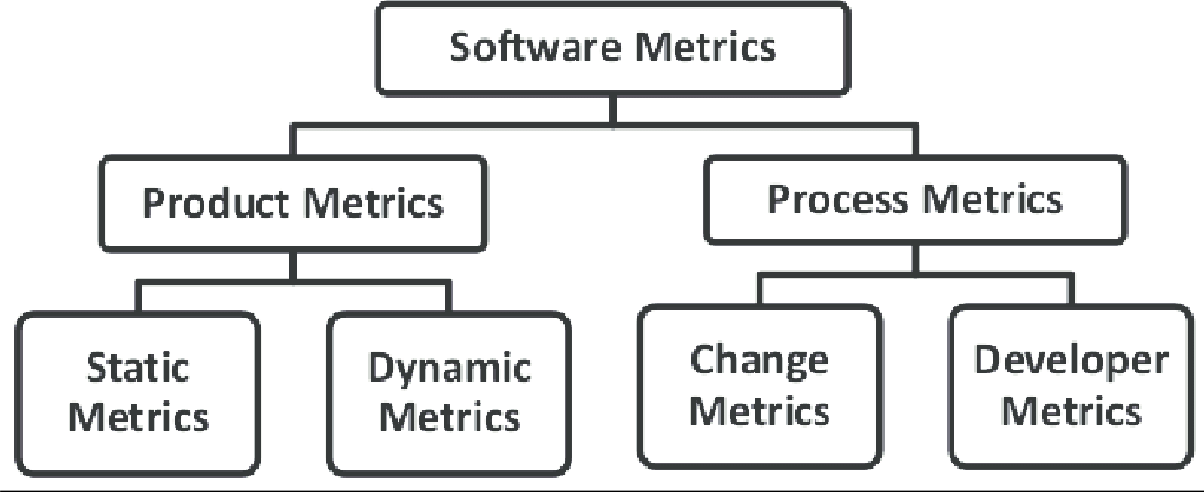 Software Metrics
Product Metrics
Process Metrics
Static
Metrics
Dynamic
Metrics
Change
Metrics
Developer
Metrics